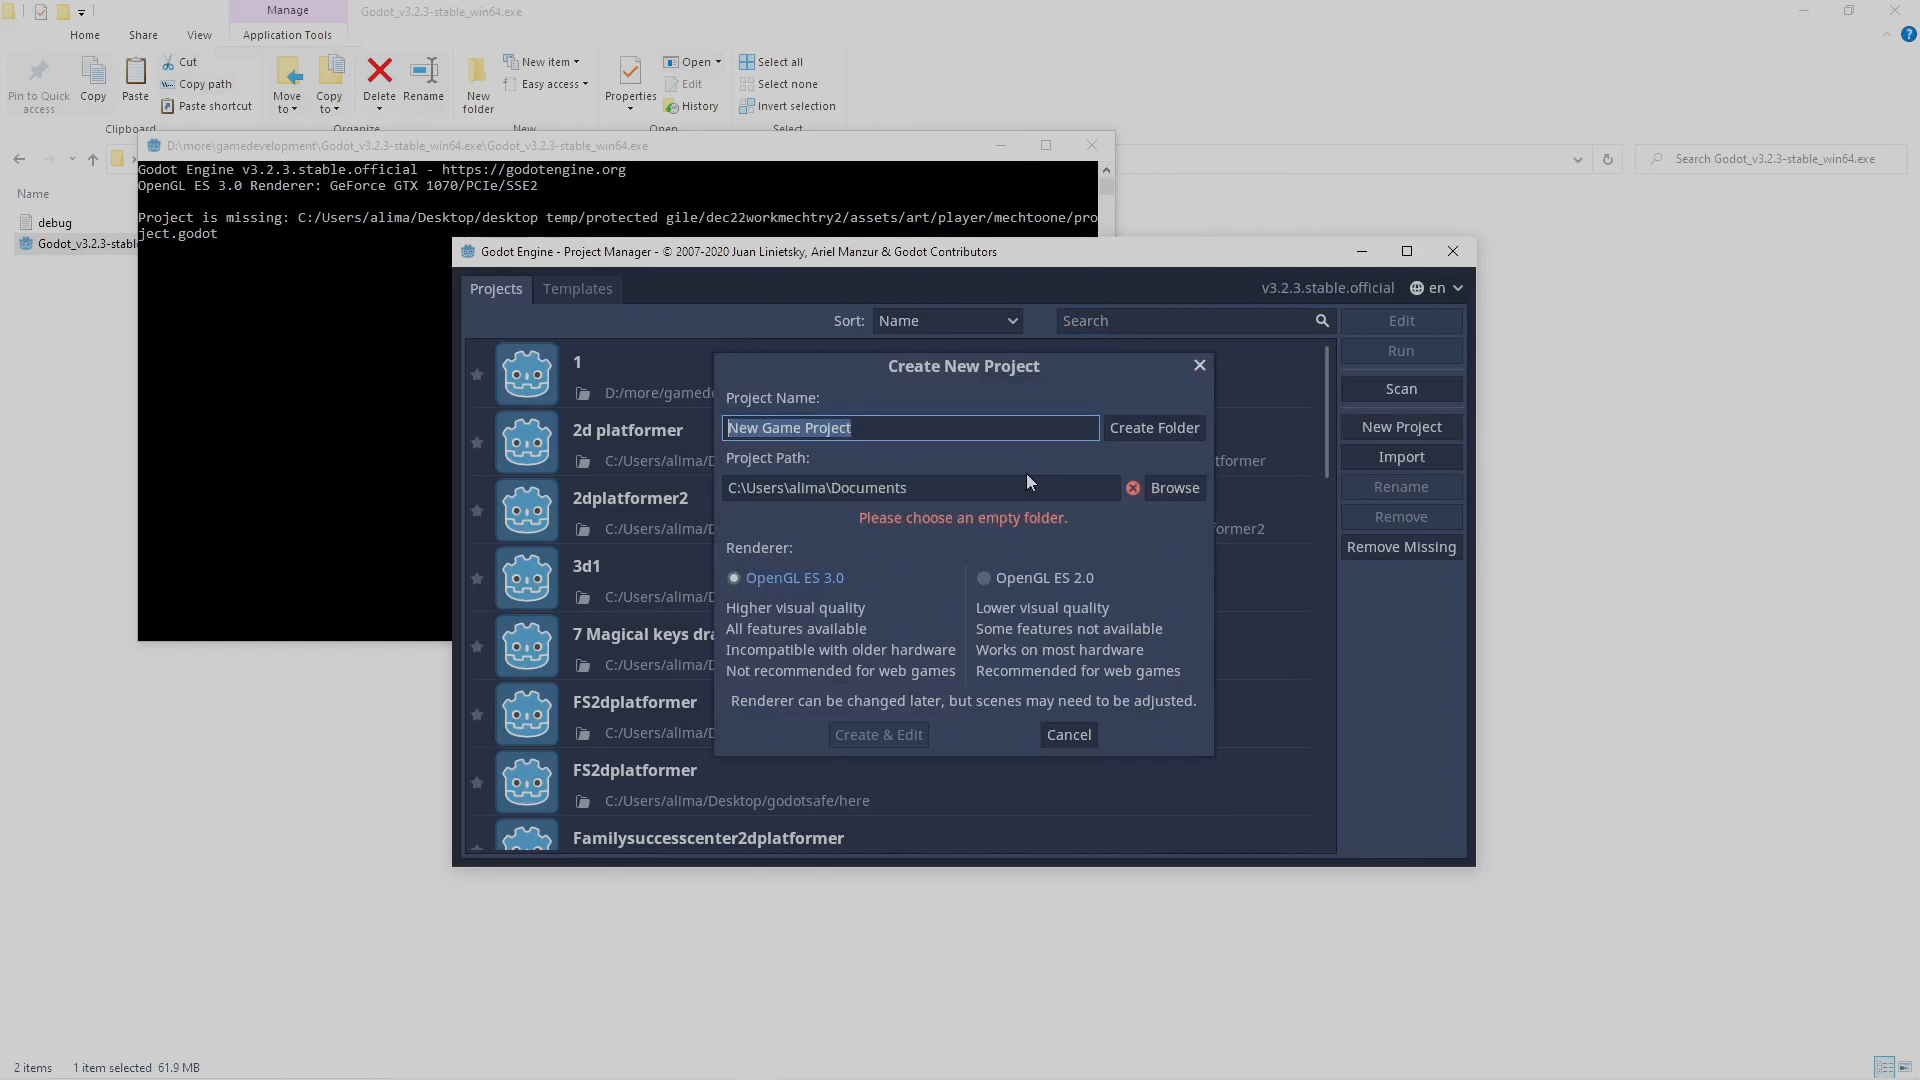 Manage
Godot_v3.2.3-stable_win64.exe
Home
Share
View
Application Tools
Pin to Quick access
Copy
Paste
Cut
Copy path
Paste shortcut
Move to
Copy to
Delete
Rename
New folder
New item
Easy access
Properties
Open
Edit
History
Select all
Select none
Invert selection
Clipboard
Organize
New
Open
Select
Search Godot_v3.2.3-stable_win64.exe
Name
debug
Godot_v3.2.3-stable
D:\more\gamedevelopment\Godot_v3.2.3-stable_win64.exe\Godot_v3.2.3-stable_win64.exe
Godot Engine v3.2.3.stable.official - https://godotengine.org
OpenGL ES 3.0 Renderer: GeForce GTX 1070/PCIe/SSE2
Project is missing: C:/Users/alima/Desktop/desktop temp/protected gile/dec22workmechtry2/assets/art/player/mechtoone/pro
ject.godot
Godot Engine - Project Manager - © 2007-2020 Juan Linietsky, Ariel Manzur & Godot Contributors
Projects
Templates
v3.2.3.stable.official
en
Sort:
Name
Search
1
D:/more/gamed
2d platformer
C:/Users/alima/D
tformer
2dplatformer2
C:/Users/alima/D
rmer2
3d1
C:/Users/alima/D
7 Magical keys dra
C:/Users/alima/D
FS2dplatformer
C:/Users/alima/D
FS2dplatformer
C:/Users/alima/Desktop/godotsafe/here
Familysuccesscenter2dplatformer
Edit
Run
Scan
New Project
Import
Rename
Remove
Remove Missing
Create New Project
Project Name:
New Game Project
Create Folder
Project Path:
C:\Users\alima\Documents
Browse
Please choose an empty folder.
Renderer:
OpenGL ES 3.0
Higher visual quality
All features available
Incompatible with older hardware
Not recommended for web games
OpenGL ES 2.0
Lower visual quality
Some features not available
Works on most hardware
Recommended for web games
Renderer can be changed later, but scenes may need to be adjusted.
Create & Edit
Cancel
2 items
1 item selected 61.9 MB